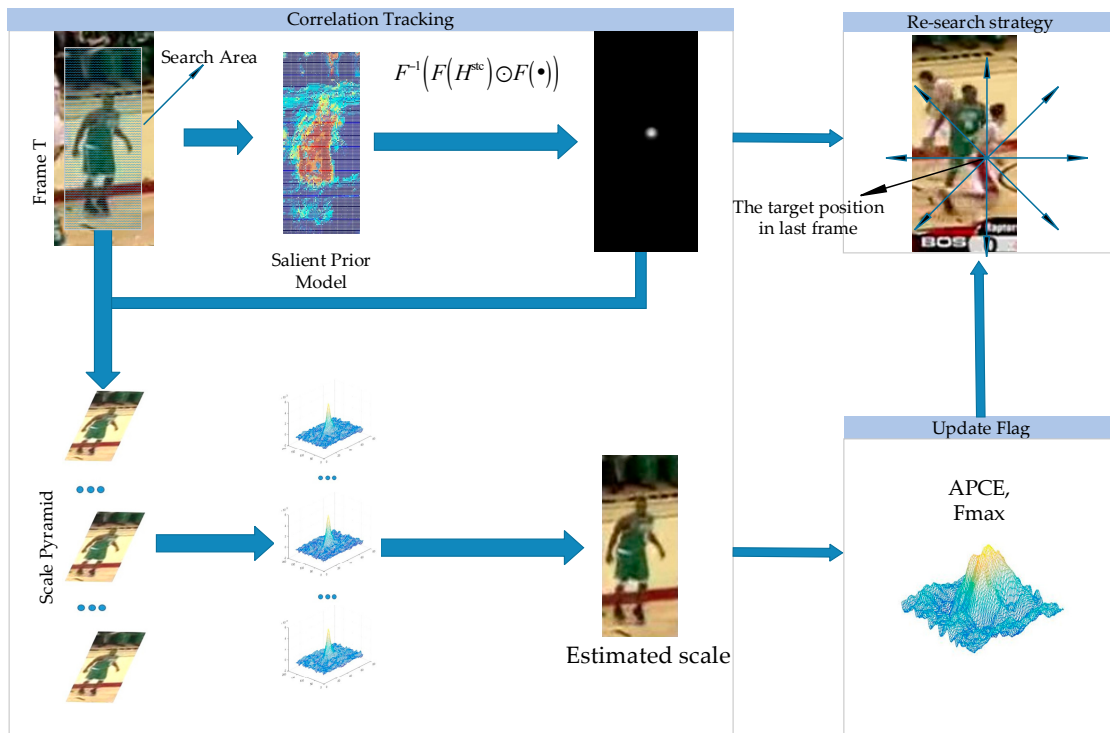 Correlation Tracking
Re-search strategy
Search Area
F⁻¹(F(Hˢᵗᶜ)⊙F(•))
Frame T
Salient Prior
Model
The target position
in last frame
Raptor
BOS
Update Flag
APCE,
Fmax
Scale Pyramid
Estimated scale